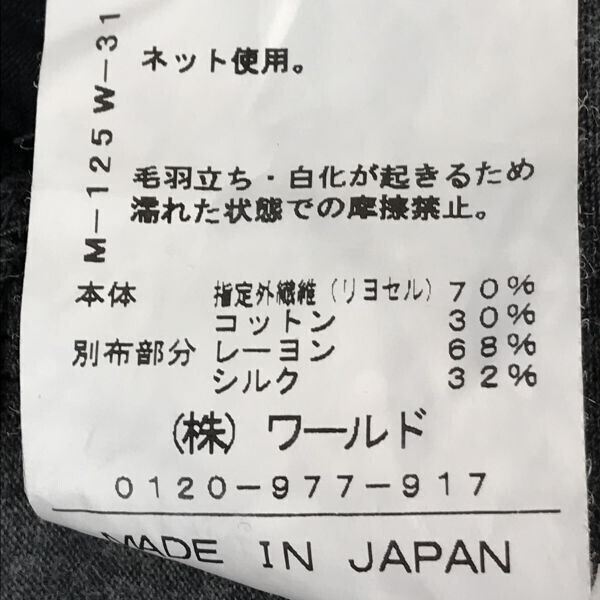 M-125W-31
ネット使用。
毛羽立ち・白化が起きるため
濡れた状態での摩擦禁止。
本体 指定外繊維(リヨセル) 70%
コットン 30%
別布部分 レーヨン 68%
シルク 32%
(株)ワールド
0120-977-917
MADE IN JAPAN